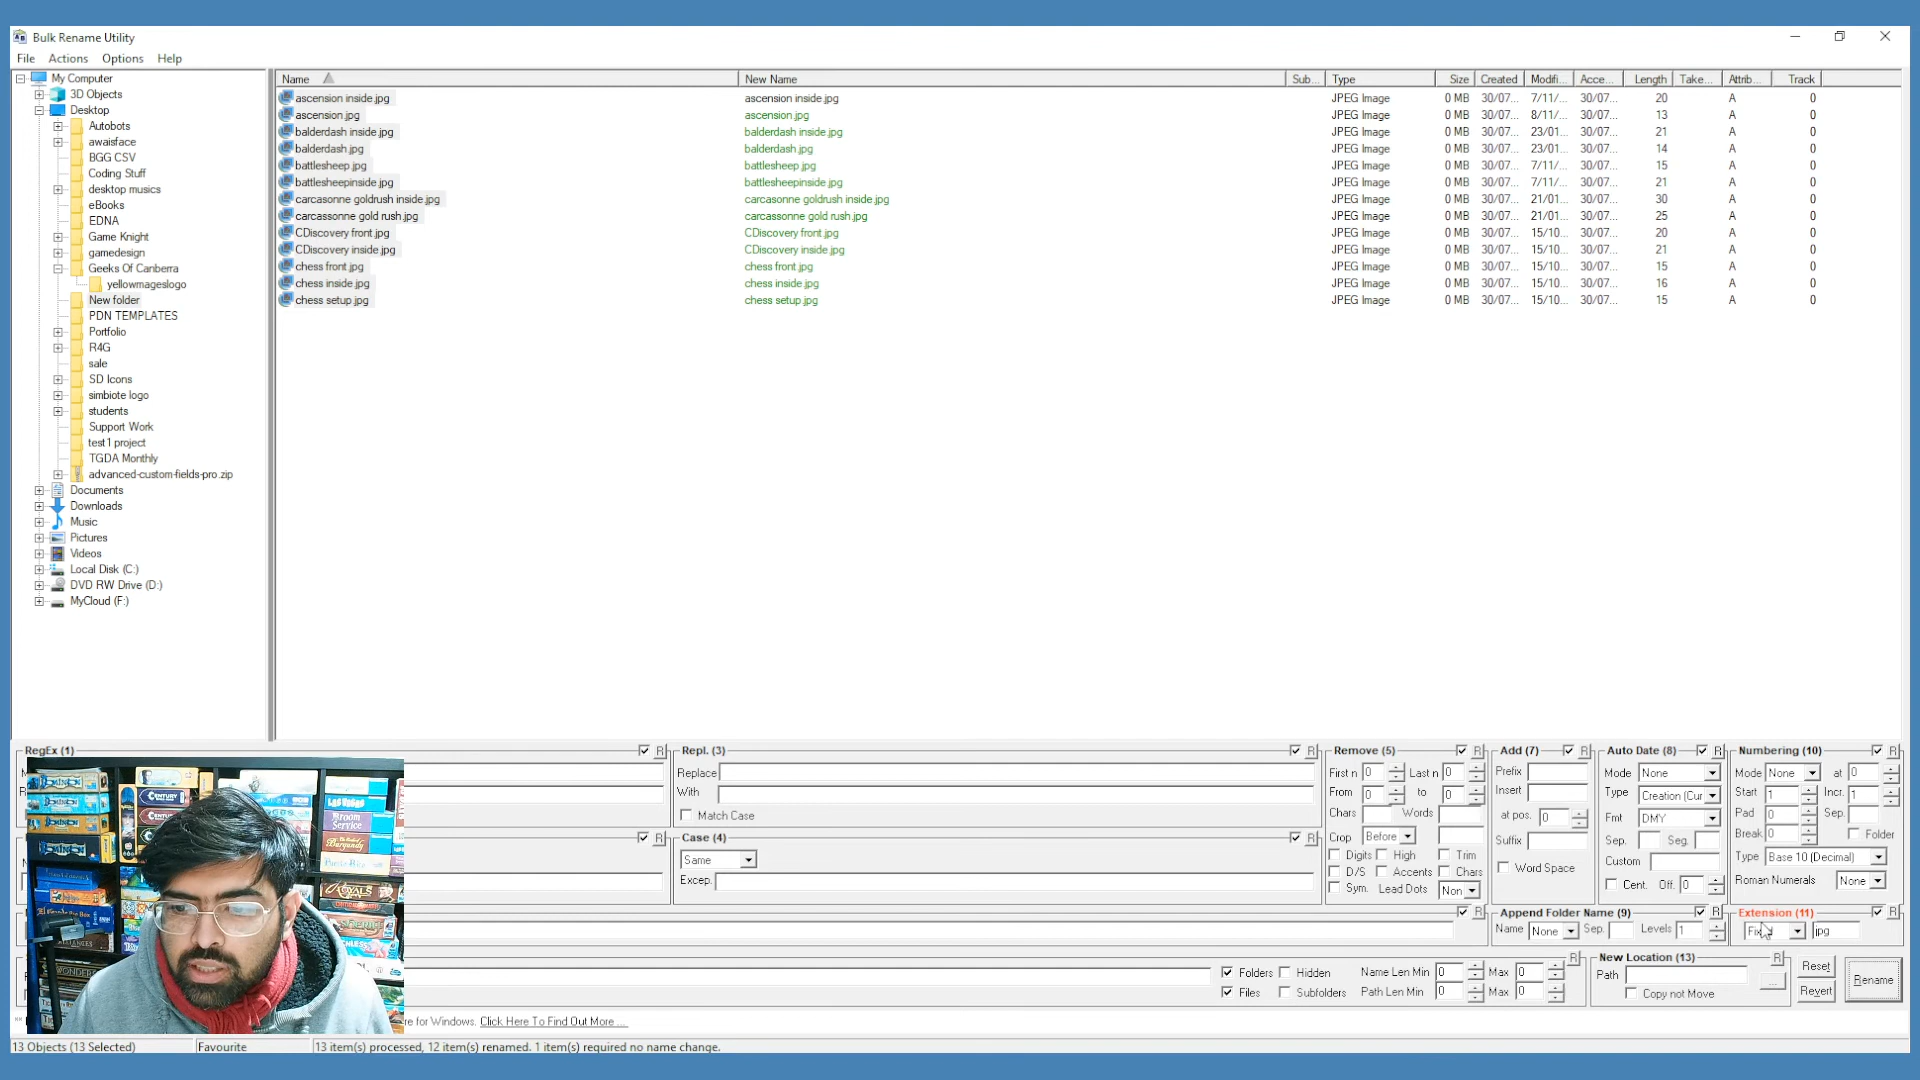 Bulk Rename Utility
File Actions Options Help
My Computer
3D Objects
Desktop
Autobots
awaisface
BGG CSV
Coding Stuff
desktop musics
eBooks
EDNA
Game Knight
gamedesign
Geeks Of Canberra
yellowmageslogo
New folder
PDN TEMPLATES
Portfolio
R4G
sale
SD Icons
simbiote logo
students
Support Work
test1 project
TGDA Monthly
advanced-custom-fields-pro.zip
Documents
Downloads
Music
Pictures
Videos
Local Disk (C:)
DVD RW Drive (D:)
MyCloud (F:)
Name New Name Sub... Type Size Created Modifi... Acce... Length Take... Attrib... Track
ascension inside.jpg ascension inside.jpg JPEG Image 0 MB 30/07... 7/11/... 30/07... 20 A 0
ascension.jpg ascension.jpg JPEG Image 0 MB 30/07... 8/11/... 30/07... 13 A 0
balderdash inside.jpg balderdash inside.jpg JPEG Image 0 MB 30/07... 23/01... 30/07... 21 A 0
balderdash.jpg balderdash.jpg JPEG Image 0 MB 30/07... 23/01... 30/07... 14 A 0
battlesheep.jpg battlesheep.jpg JPEG Image 0 MB 30/07... 7/11/... 30/07... 15 A 0
battlesheepinside.jpg battlesheepinside.jpg JPEG Image 0 MB 30/07... 7/11/... 30/07... 21 A 0
carcasonne goldrush inside.jpg carcasonne goldrush inside.jpg JPEG Image 0 MB 30/07... 21/01... 30/07... 30 A 0
carcassonne gold rush.jpg carcassonne gold rush.jpg JPEG Image 0 MB 30/07... 21/01... 30/07... 25 A 0
CDiscovery front.jpg CDiscovery front.jpg JPEG Image 0 MB 30/07... 15/10... 30/07... 20 A 0
CDiscovery inside.jpg CDiscovery inside.jpg JPEG Image 0 MB 30/07... 15/10... 30/07... 21 A 0
chess front.jpg chess front.jpg JPEG Image 0 MB 30/07... 15/10... 30/07... 15 A 0
chess inside.jpg chess inside.jpg JPEG Image 0 MB 30/07... 15/10... 30/07... 16 A 0
chess setup.jpg chess setup.jpg JPEG Image 0 MB 30/07... 15/10... 30/07... 15 A 0
RegEx (1) R
R
Repl. (3) R
Replace
With
Match Case
Case (4) R
Same
Excep.
Remove (5) R
First n 0 Last n 0
From 0 to 0
Chars Words
Crop Before
Digits High Trim
D/S Accents Chars
Sym. Lead Dots Non
R
Add (7) R
Prefix
Insert
at pos. 0
Suffix
Word Space
Auto Date (8) R
Mode None
Type Creation (Cur
Fmt DMY
Sep. Seg.
Custom
Cent. Off. 0
Numbering (10) R
Mode None at 0
Start 1 Incr. 1
Pad 0 Sep.
Break 0 Folder
Type Base 10 (Decimal)
Roman Numerals None
Append Folder Name (9) R
Name None Sep. Levels 1
Extension (11) R
jpg
Folders Hidden Name Len Min 0 Max 0 R
Files Subfolders Path Len Min 0 Max 0
New Location (13) R
Path ...
Copy not Move
Reset
Revert
Rename
re for Windows. Click Here To Find Out More ...
13 Objects (13 Selected) Favourite 13 item(s) processed, 12 item(s) renamed. 1 item(s) required no name change.
CENTURY
LAS VEGAS
ROOM
SERVICE
Burgundy
Puerto Rico
ROYALS
DOMINION
WONDERS